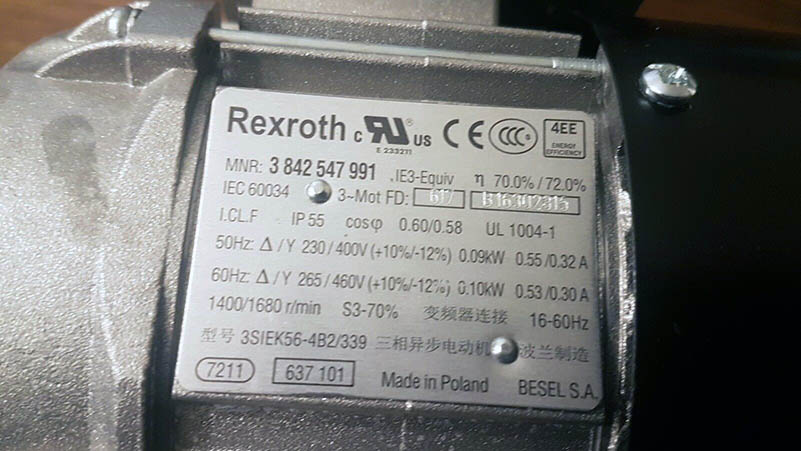 Rexroth c RU ® US CE CCC 4EE ENERGY EFFICIENCY
E 233211
MNR: 3 842 547 991 .IE3-Equiv η 70.0% / 72.0%
IEC 60034 3~Mot FD: 617
I.CL.F IP 55 cosφ 0.60/0.58 UL 1004-1
50Hz: Δ / Y 230 / 400V (+10%/-12%) 0.09kW 0.55 /0.32 A
60Hz: Δ / Y 265 / 460V (+10%/-12%) 0.10kW 0.53 /0.30 A
1400/1680 r/min S3-70% 变频器连接 16-60Hz
型号 3SIEK56-4B2/339 三相异步电动机 波兰制造
7211 637 101 Made in Poland BESEL S.A.